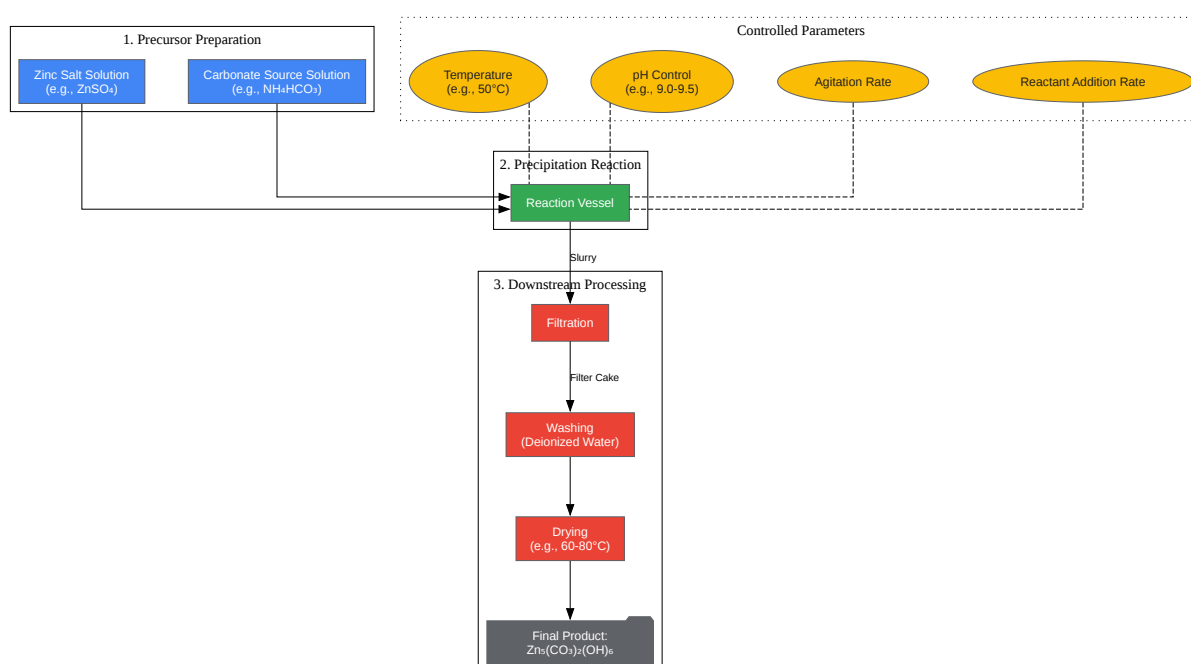 1. Precursor Preparation
Zinc Salt Solution
(e.g., ZnSO₄)
Carbonate Source Solution
(e.g., NH₄HCO₃)
Controlled Parameters
Temperature
(e.g., 50°C)
pH Control
(e.g., 9.0-9.5)
Agitation Rate
Reactant Addition Rate
2. Precipitation Reaction
Reaction Vessel
Slurry
3. Downstream Processing
Filtration
Filter Cake
Washing
(Deionized Water)
Drying
(e.g., 60-80°C)
Final Product:
Zn₅(CO₃)₂(OH)₆